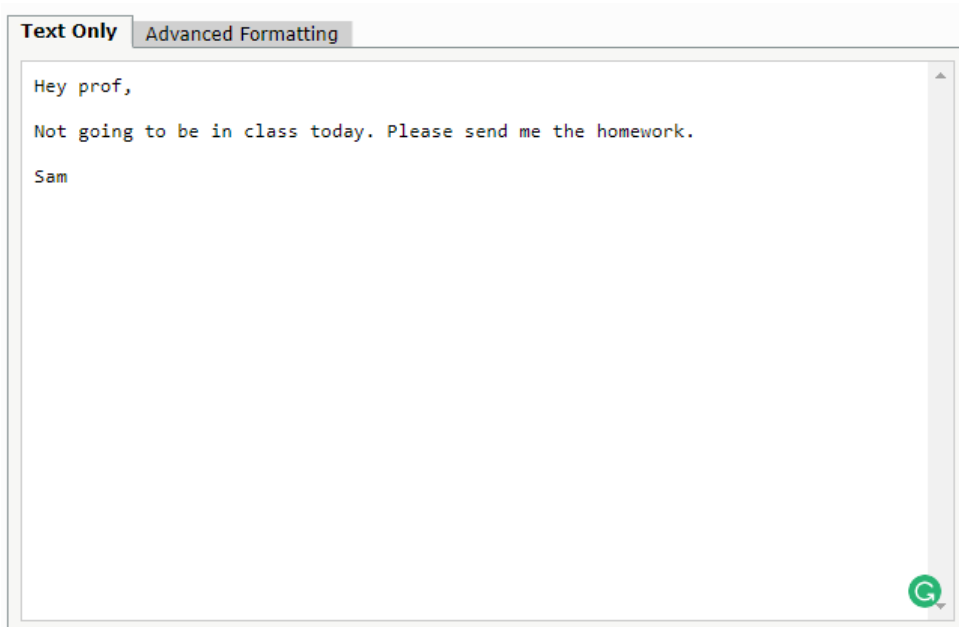 Text Only
Advanced Formatting
Hey prof,
Not going to be in class today. Please send me the homework.
Sam